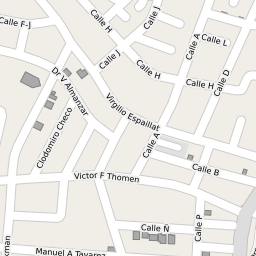 Calle F-J
Calle H
Calle J
Calle J
Calle A
Calle L
Calle H
Calle H
Calle D
Dr V Almanzar
Virgilio Espaillat
Clodomiro Checo
Calle A
Calle B
Victor F Thomen
Calle Ñ
Calle P
Manuel A Tavarez